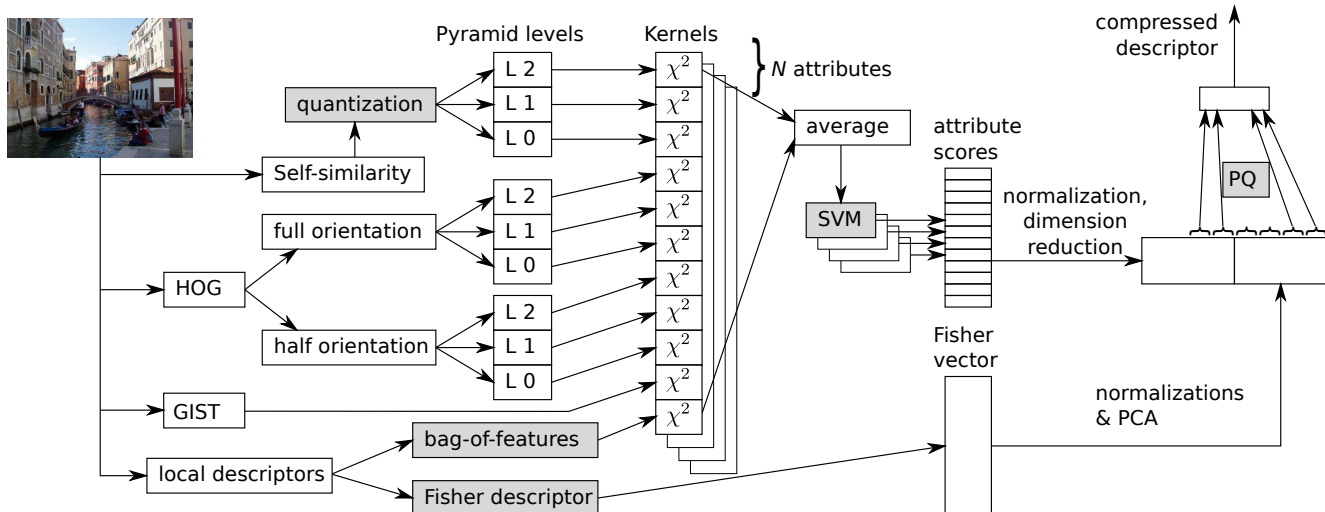 Pyramid levels
Kernels
N attributes
compressed
descriptor
quantization
L 2
L 1
L 0
Self-similarity
full orientation
L 2
L 1
L 0
HOG
half orientation
L 2
L 1
L 0
GIST
local descriptors
bag-of-features
Fisher descriptor
χ²
χ²
χ²
χ²
χ²
χ²
χ²
χ²
χ²
χ²
χ²
average
SVM
attribute
scores
normalization,
dimension
reduction
PQ
Fisher
vector
normalizations
& PCA